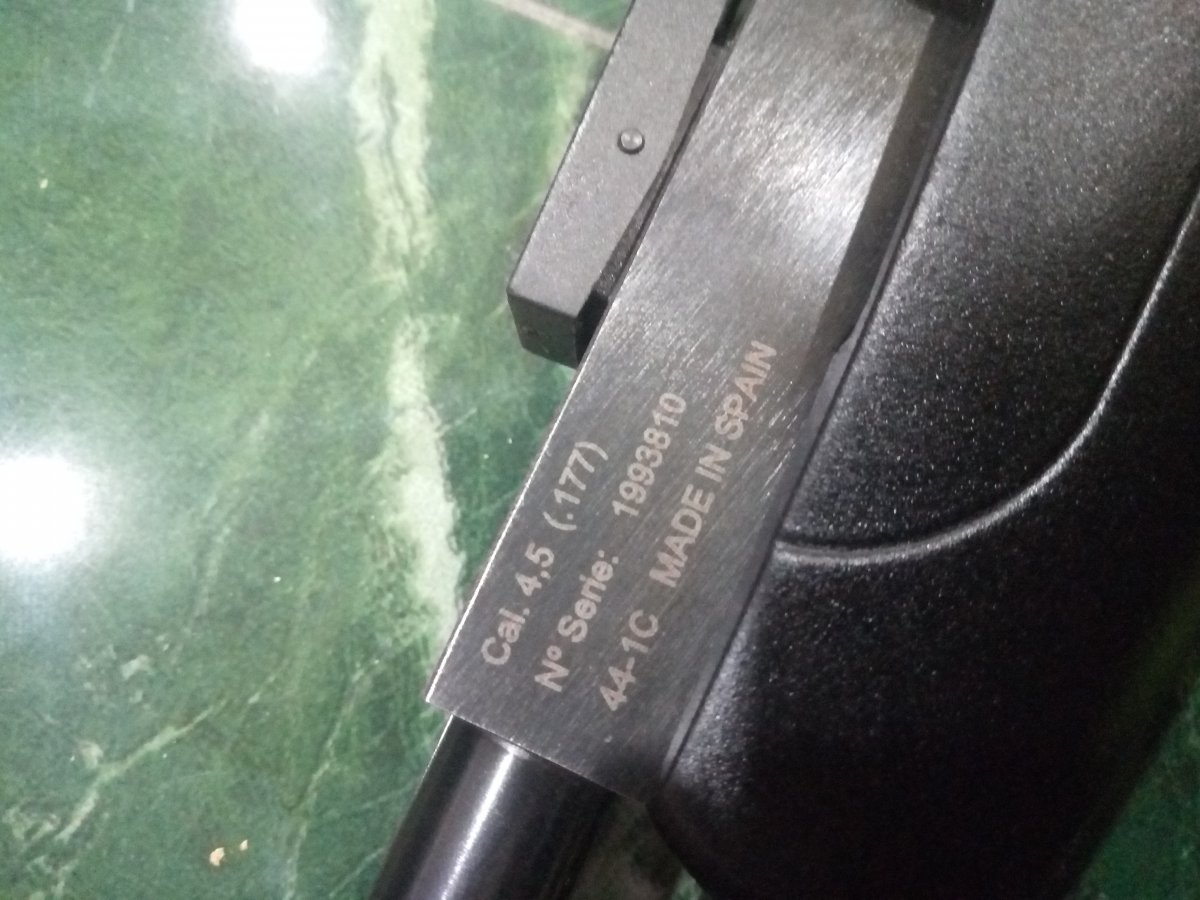 Cal. 4,5 (.177)
Nº Serie: 1993810
44-1C MADE IN SPAIN